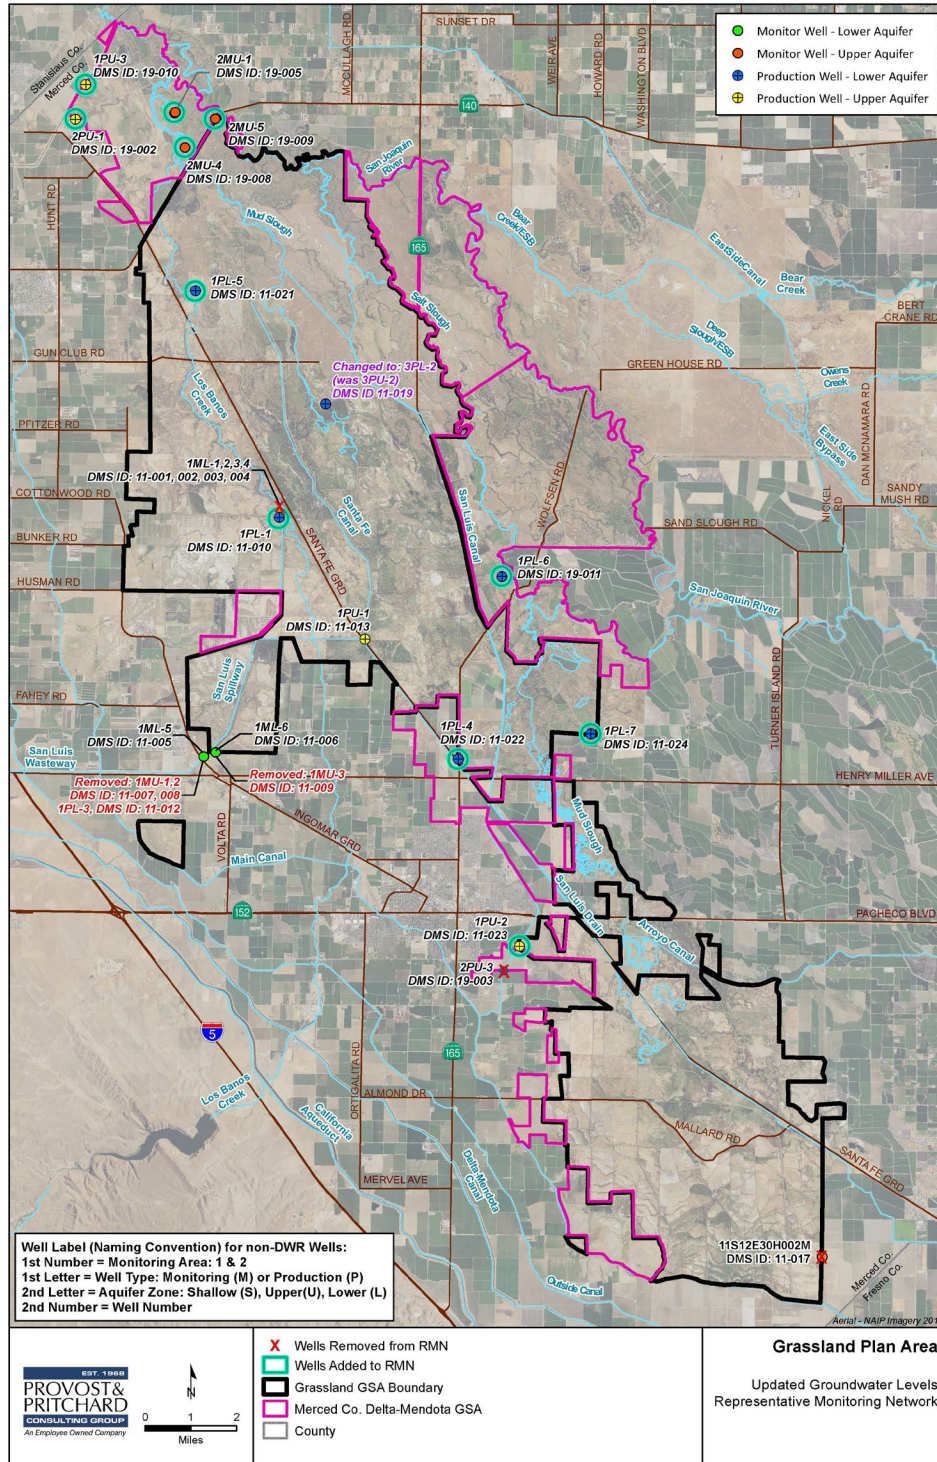 SUNSET DR
MCCULLAGH RD
WEIR AVE
HOWARD RD
WASHINGTON BLVD
Monitor Well - Lower Aquifer
Monitor Well - Upper Aquifer
Production Well - Lower Aquifer
Production Well - Upper Aquifer
Stanislaus Co.
Merced Co.
1PU-3
DMS ID: 19-010
2MU-1
DMS ID: 19-005
140
2PU-1
DMS ID: 19-002
2MU-5
DMS ID: 19-009
2MU-4
DMS ID: 19-008
San Joaquin
River
HUNT RD
Mud Slough
Bear
Creek/ESB
165
EastSideCanal
Bear
Creek
1PL-5
DMS ID: 11-021
Salt Slough
BERT
CRANE RD
Deep
Slough/ESB
GUN CLUB RD
GREEN HOUSE RD
Changed to: 3PL-2
(was 3PU-2)
DMS ID 11-019
Los Banos
Creek
Owens
Creek
DAN MCNAMARA RD
PFITZER RD
East Side
Bypass
1ML-1,2,3,4
DMS ID: 11-001, 002, 003, 004
WOLFSEN RD
COTTONWOOD RD
SANDY
MUSH RD
NICKEL
RD
Santa Fe
Canal
San Luis Canal
SAND SLOUGH RD
1PL-1
DMS ID: 11-010
BUNKER RD
SANTA FE GRD
1PL-6
DMS ID: 19-011
HUSMAN RD
San Joaquin River
1PU-1
DMS ID: 11-013
San Luis
Spillway
TURNER ISLAND RD
FAHEY RD
1ML-5
DMS ID: 11-005
1ML-6
DMS ID: 11-006
1PL-4
DMS ID: 11-022
1PL-7
DMS ID: 11-024
San Luis
Wasteway
Removed: 1MU-1,2
DMS ID: 11-007, 008
1PL-3, DMS ID: 11-012
Removed: 1MU-3
DMS ID: 11-009
HENRY MILLER AVE
INGOMAR GRD
VOLTA RD
Mud Slough
Main Canal
San Luis Drain
152
PACHECO BLVD
1PU-2
DMS ID: 11-023
Arroyo Canal
2PU-3
DMS ID: 19-003
5
165
ORTIGALITA RD
ALMOND DR
Los Banos
Creek
California
Aqueduct
MALLARD RD
SANTA FE GRD
Delta-Mendota
Canal
MERVEL AVE
Outside Canal
11S12E30H002M
DMS ID: 11-017
Merced Co.
Fresno Co.
Well Label (Naming Convention) for non-DWR Wells:
1st Number = Monitoring Area: 1 & 2
1st Letter = Well Type: Monitoring (M) or Production (P)
2nd Letter = Aquifer Zone: Shallow (S), Upper(U), Lower (L)
2nd Number = Well Number
Aerial - NAIP Imagery 201
EST. 1968
PROVOST&
PRITCHARD
CONSULTING GROUP
An Employee Owned Company
N
0 1 2
Miles
X Wells Removed from RMN
Wells Added to RMN
Grassland GSA Boundary
Merced Co. Delta-Mendota GSA
County
Grassland Plan Area
Updated Groundwater Levels
Representative Monitoring Network